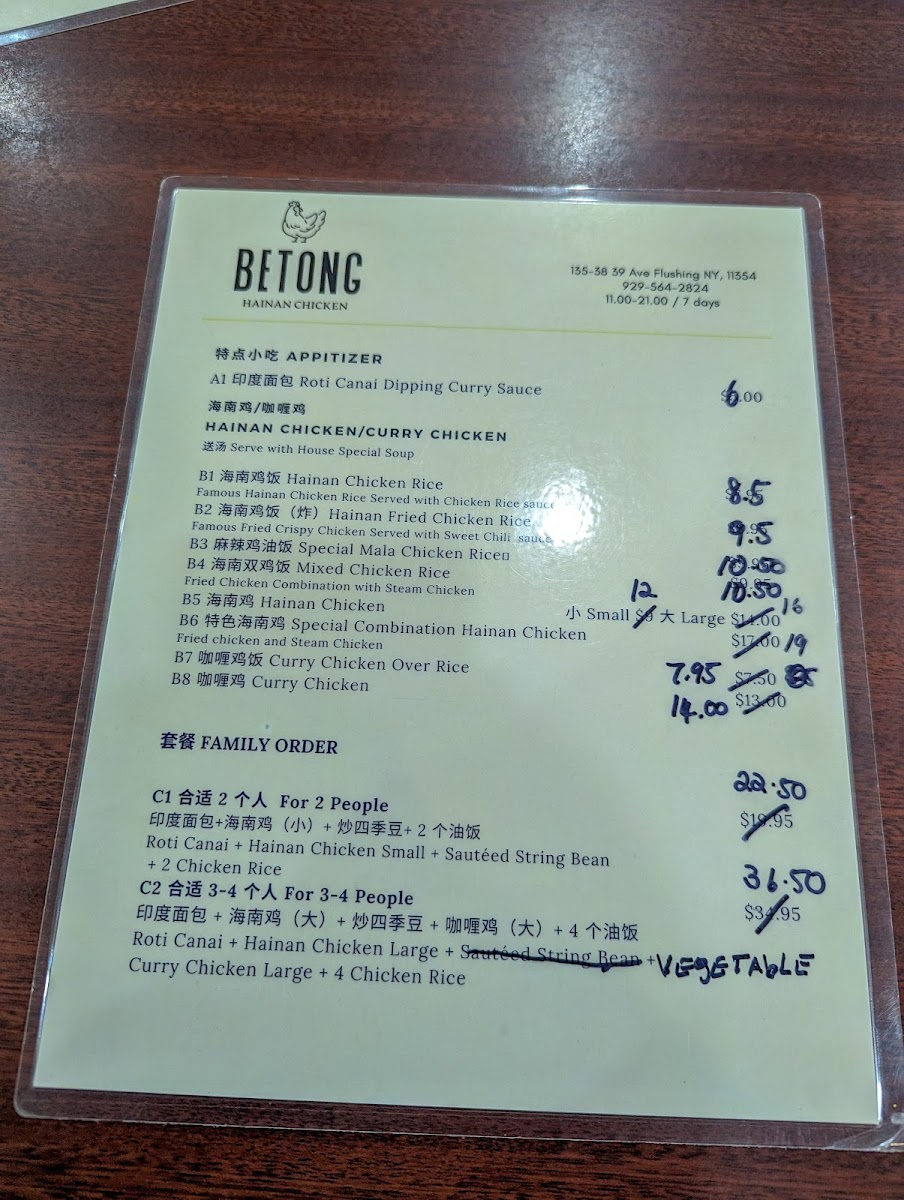 BETONG
HAINAN CHICKEN
135-38 39 Ave Flushing NY, 11354
929-564-2824
11.00-21.00 / 7 days
特点小吃 APPITIZER
A1 印度面包 Roti Canai Dipping Curry Sauce 6.00
海南鸡/咖喱鸡
HAINAN CHICKEN/CURRY CHICKEN
送汤 Serve with House Special Soup
B1 海南鸡饭 Hainan Chicken Rice 8.5
Famous Hainan Chicken Rice Served with Chicken Rice sauce
B2 海南鸡饭（炸）Hainan Fried Chicken Rice 9.5
Famous Fried Crispy Chicken Served with Sweet Chili sauce
B3 麻辣鸡油饭 Special Mala Chicken Rice 10.50
B4 海南双鸡饭 Mixed Chicken Rice 10.50
Fried Chicken Combination with Steam Chicken
B5 海南鸡 Hainan Chicken 小 Small $9 12 大 Large $14.00 16
B6 特色海南鸡 Special Combination Hainan Chicken $17.00 19
Fried chicken and Steam Chicken
B7 咖喱鸡饭 Curry Chicken Over Rice 7.95 $7.50
B8 咖喱鸡 Curry Chicken 14.00 $13.00
套餐 FAMILY ORDER
22.50
C1 合适 2 个人 For 2 People
印度面包+海南鸡（小）+ 炒四季豆+ 2 个油饭 $19.95
Roti Canai + Hainan Chicken Small + Sautéed String Bean
+ 2 Chicken Rice
36.50
C2 合适 3-4 个人 For 3-4 People
印度面包 + 海南鸡（大）+ 炒四季豆 + 咖喱鸡（大）+ 4 个油饭 $34.95
Roti Canai + Hainan Chicken Large + Sautéed String Bean + VEGETABLE
Curry Chicken Large + 4 Chicken Rice